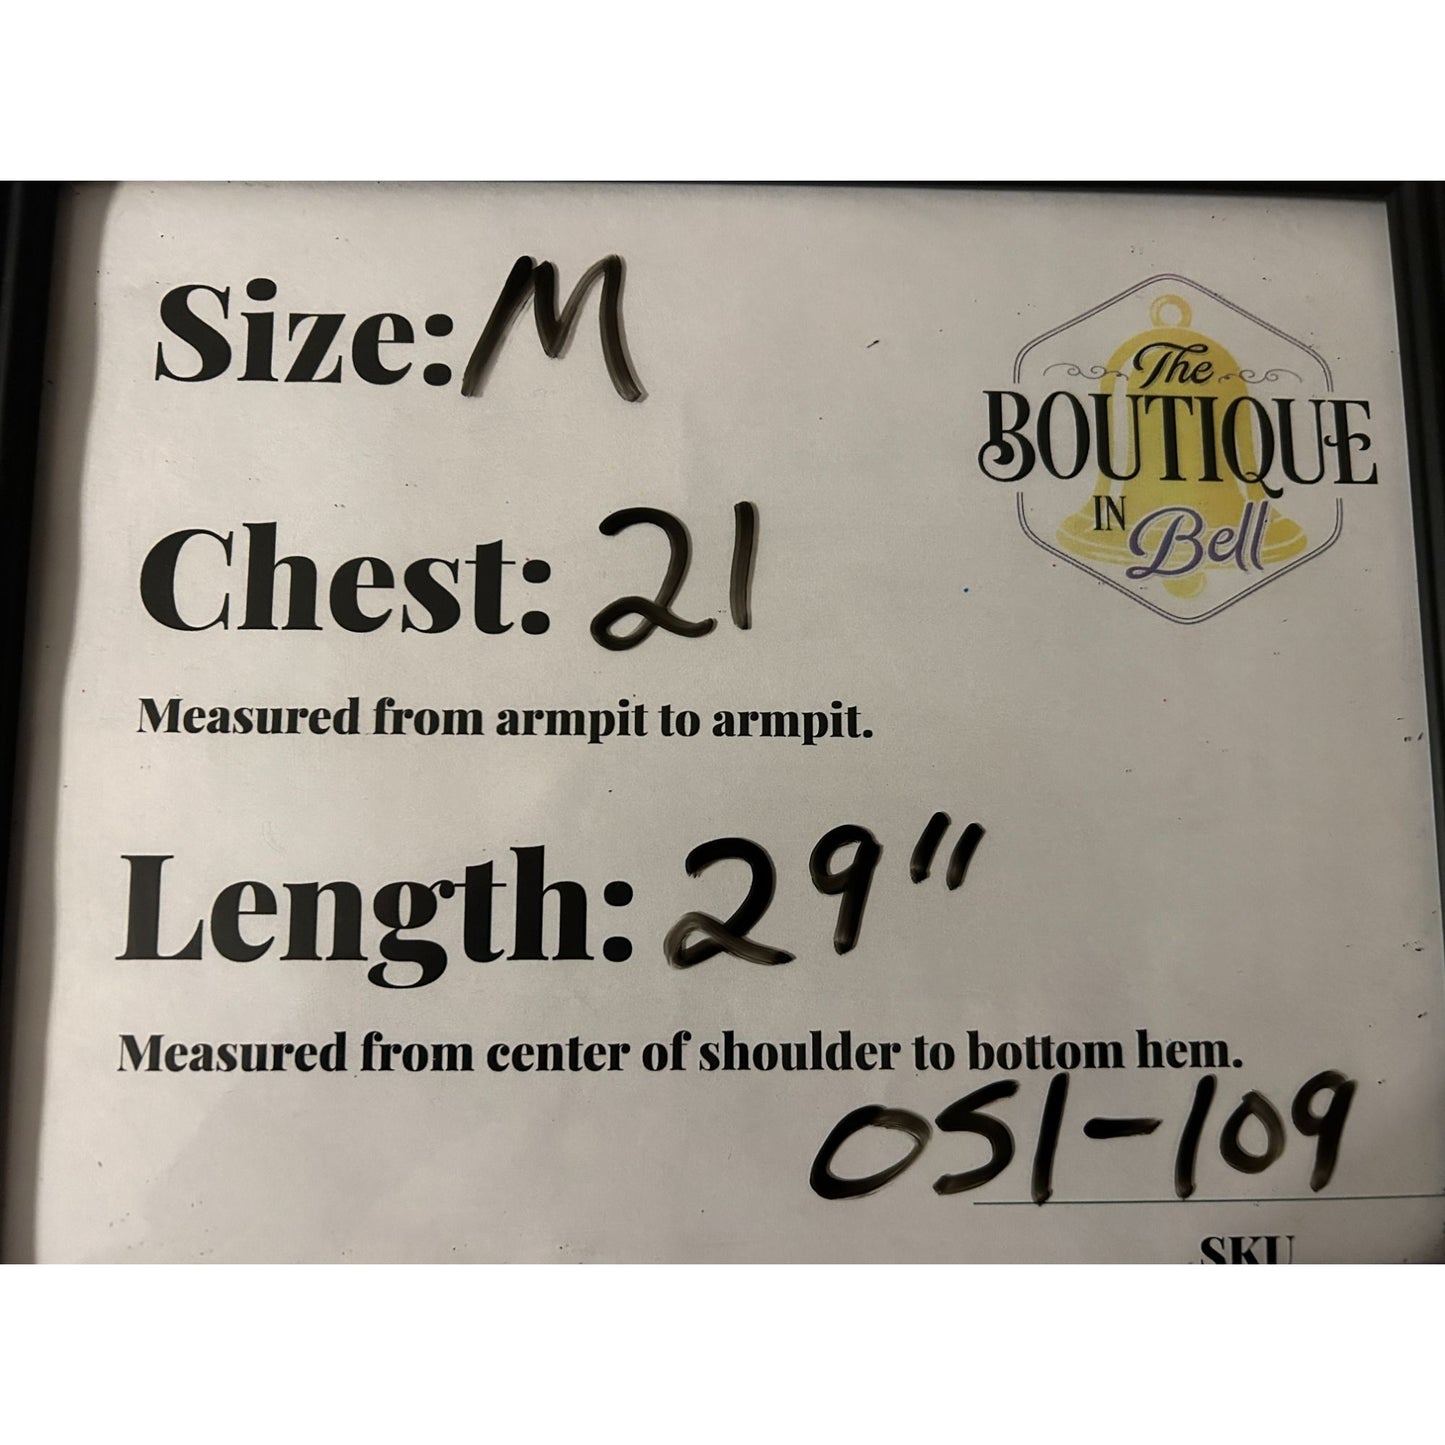 Size: M
The
BOUTIQUE
IN Bell
Chest: 21
Measured from armpit to armpit.
Length: 29"
Measured from center of shoulder to bottom hem.
051-109
SKU